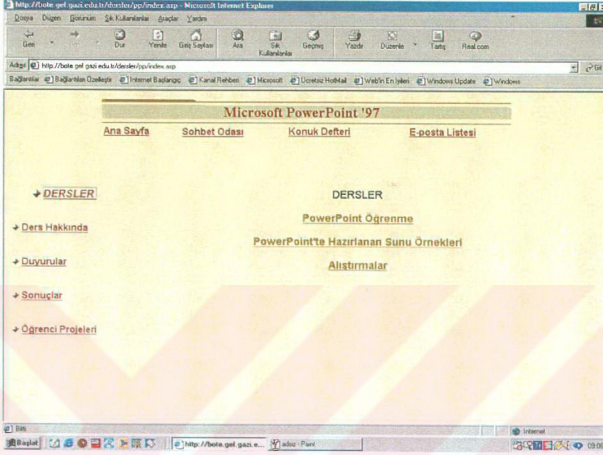 http://bote.gef.gazi.edu.tr/dersler/pp/index.asp - Microsoft Internet Explorer
Dosya Düzen Görünüm Sık Kullanılanlar Araçlar Yardım
Geri Dur Yenile Giriş Sayfası Ara Sık Kullanılanlar Geçmiş Yazdır Düzenle Tartış Real.com
Adres http://bote.gef.gazi.edu.tr/dersler/pp/index.asp Git
Bağlantılar Bağlantıları Özelleştir Internet Başlangıç Kanal Rehberi Microsoft Ücretsiz HotMail Web'in En İyileri Windows Update Windows
Microsoft PowerPoint '97
Ana Sayfa Sohbet Odası Konuk Defteri E-posta Listesi
DERSLER
DERSLER
PowerPoint Öğrenme
Ders Hakkında
PowerPoint'te Hazırlanan Sunu Örnekleri
Duyurular
Alıştırmalar
Sonuçlar
Öğrenci Projeleri
Bitti Internet
Başlat http://bote.gef.gazi.e... - Paint